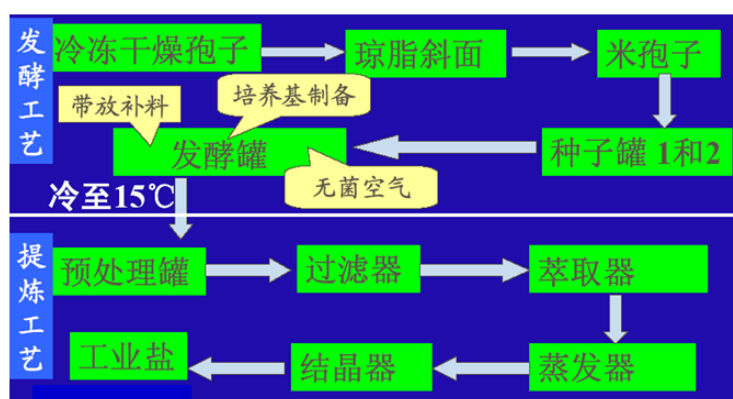 发酵工艺
冷冻干燥孢子
琼脂斜面
米孢子
带放补料
培养基制备
发酵罐
种子罐 1和2
无菌空气
冷至15℃
提炼工艺
预处理罐
过滤器
萃取器
工业盐
结晶器
蒸发器